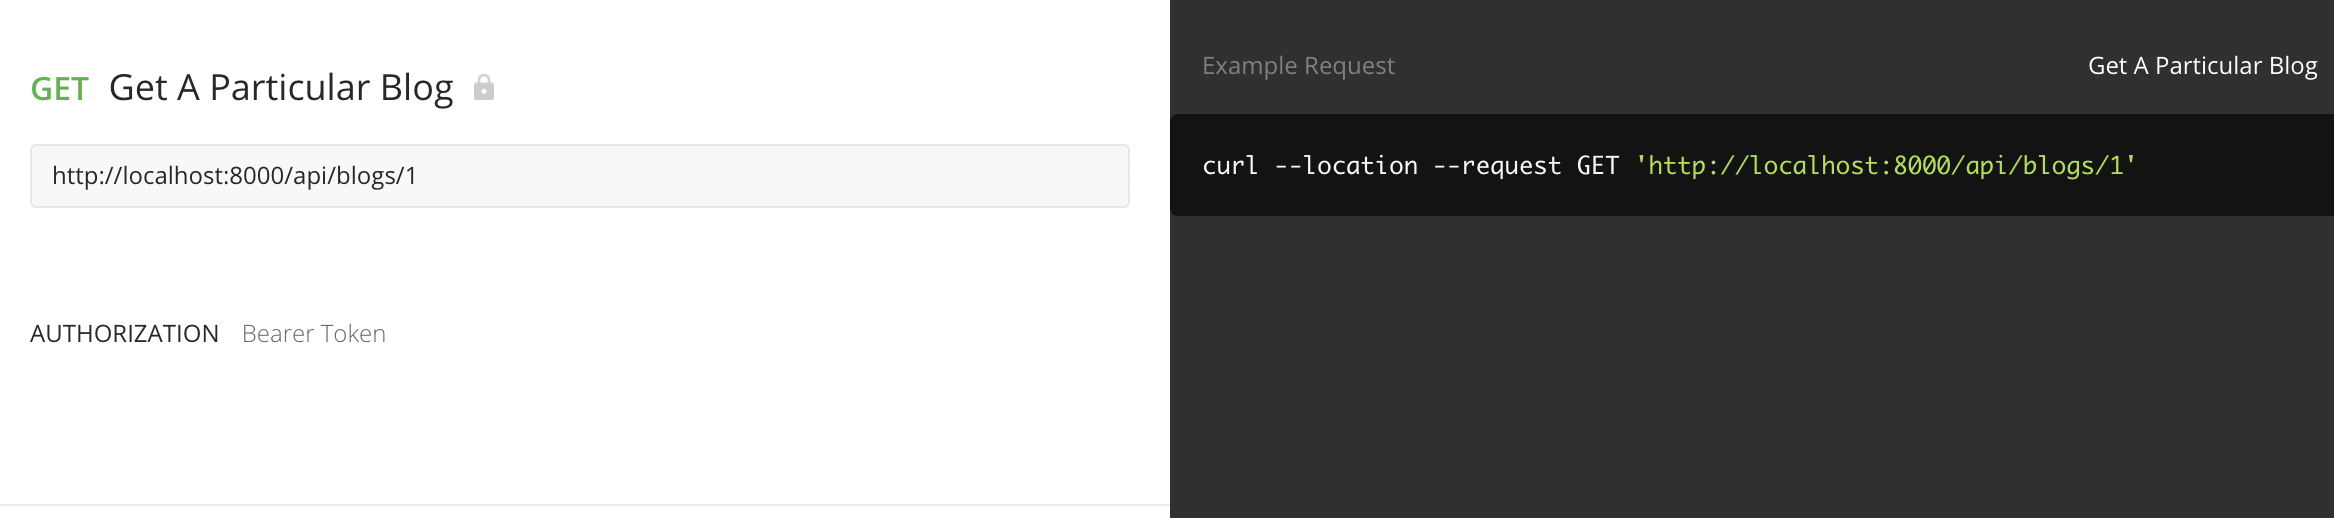 GET Get A Particular Blog
http://localhost:8000/api/blogs/1
AUTHORIZATION Bearer Token
Example Request Get A Particular Blog
curl --location --request GET 'http://localhost:8000/api/blogs/1'